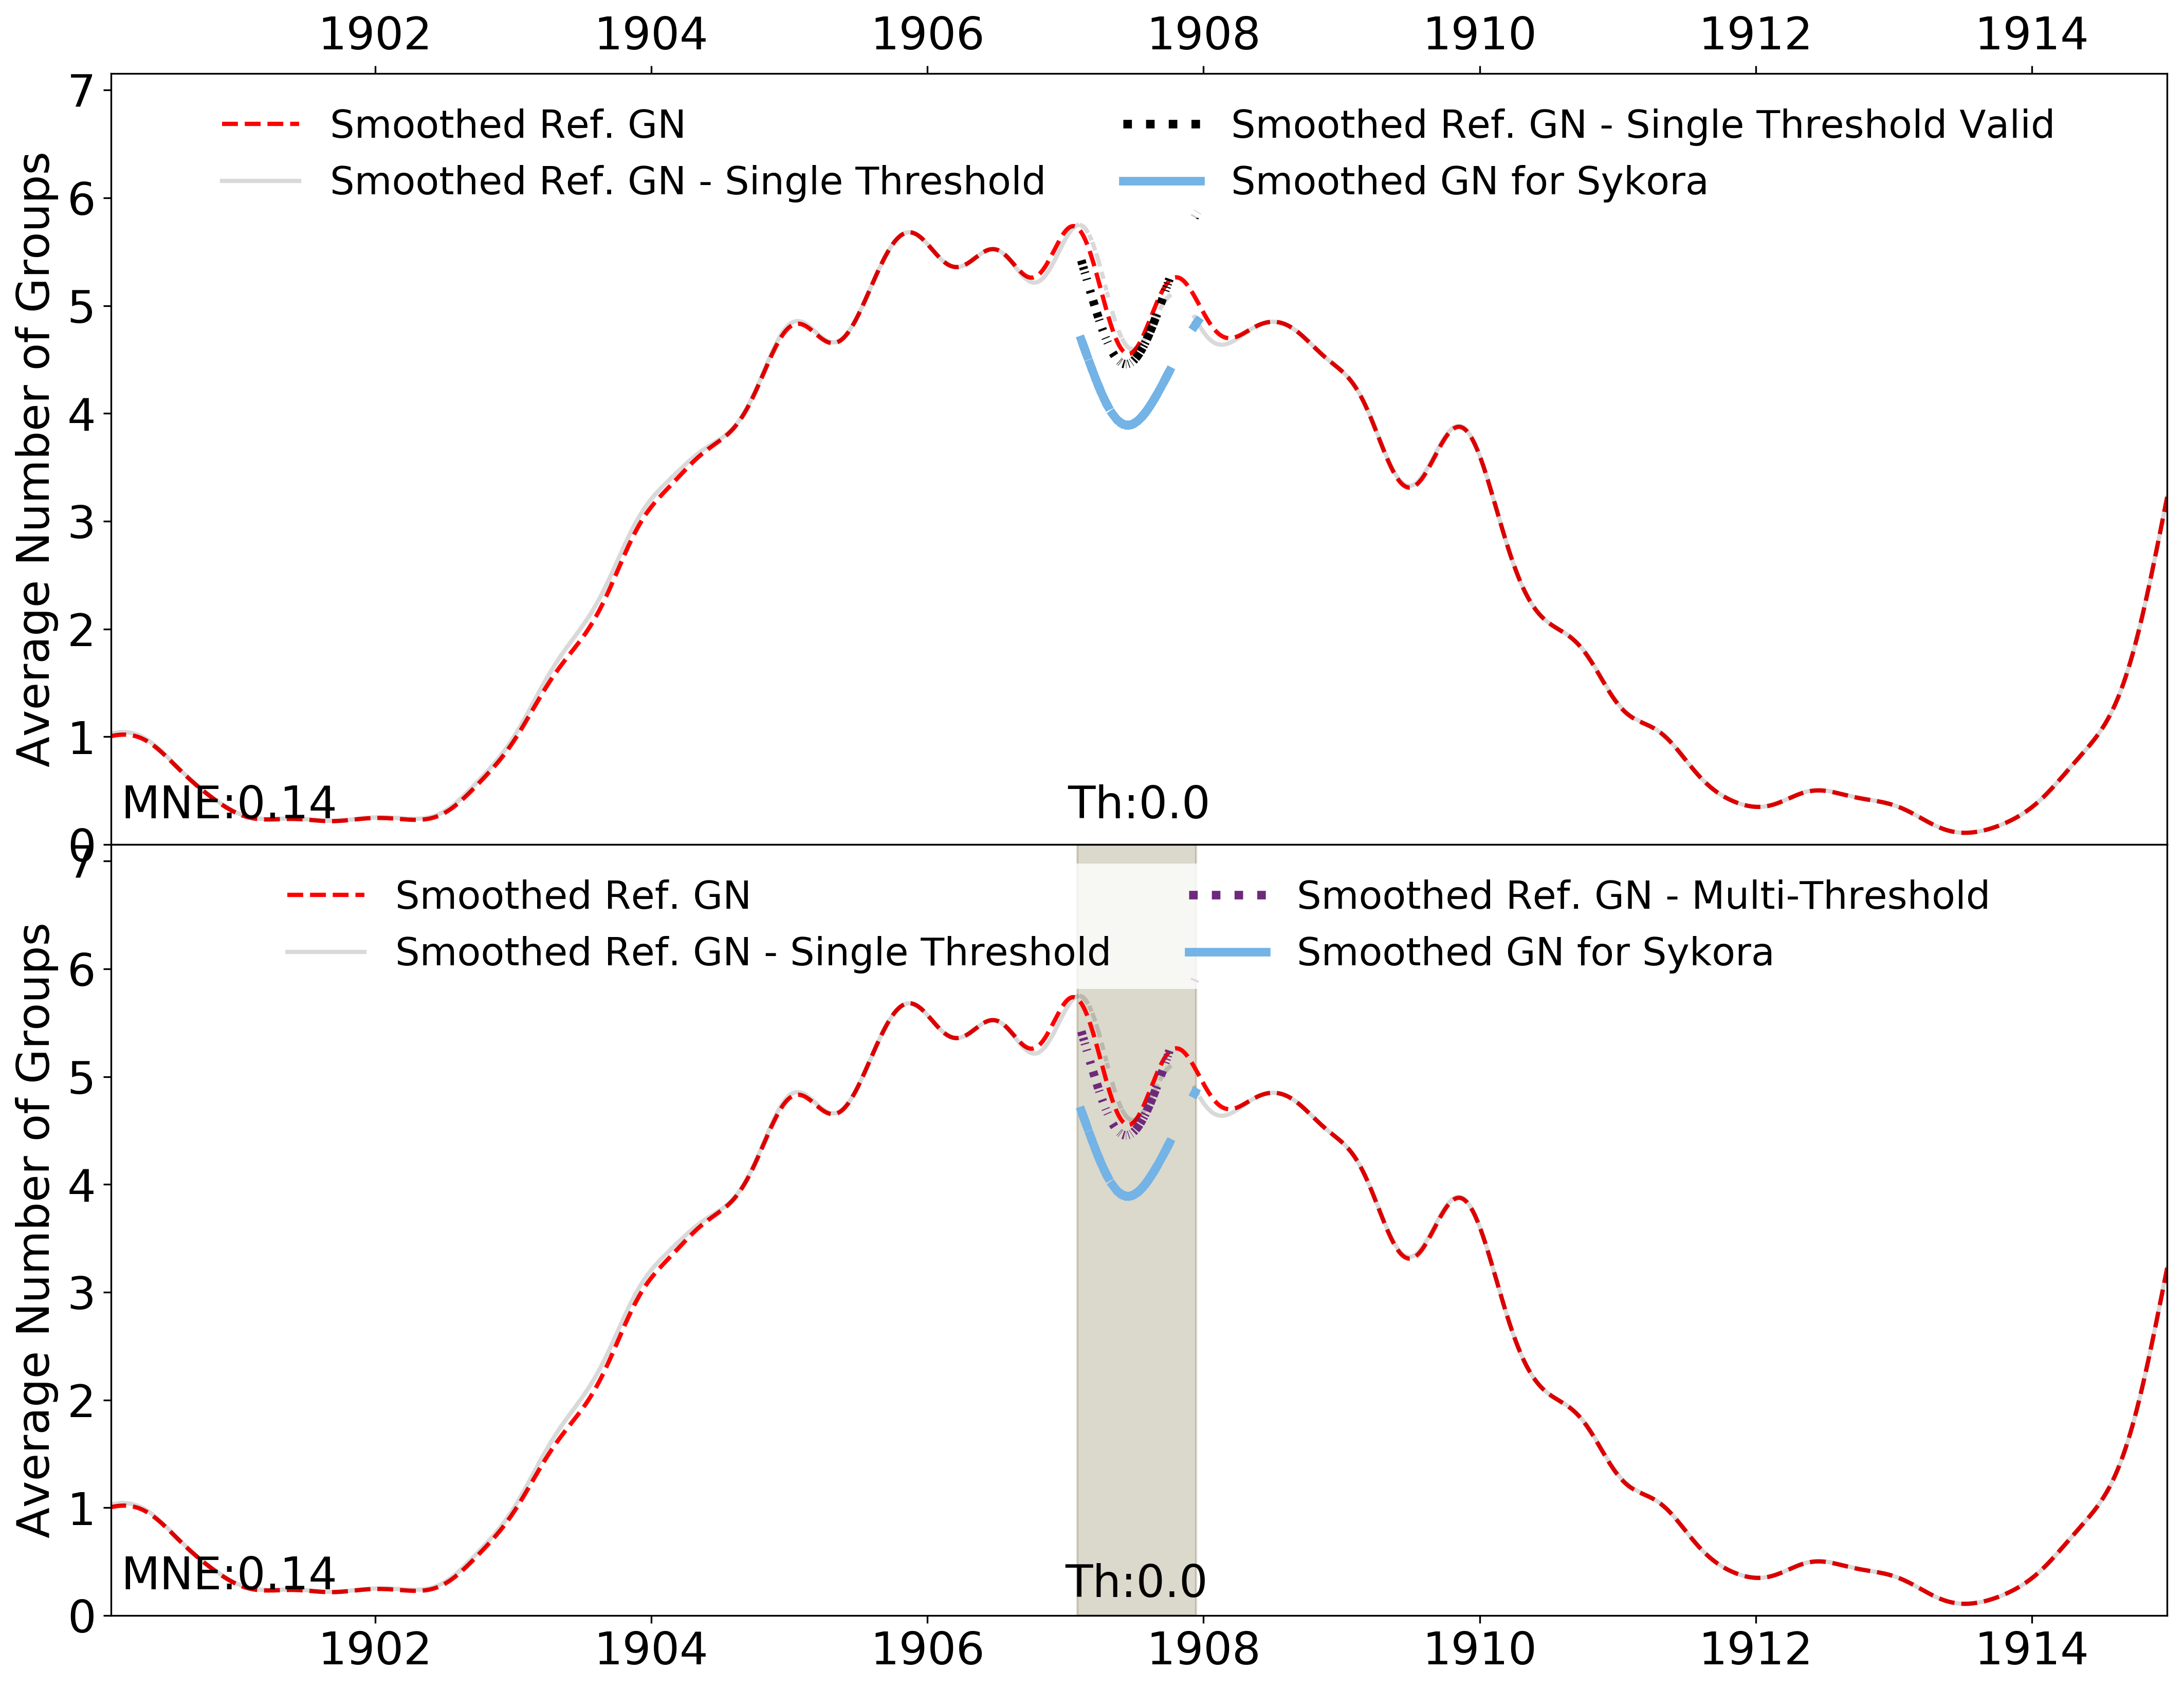 1902 1904 1906 1908 1910 1912 1914
7
Smoothed Ref. GN
Smoothed Ref. GN - Single Threshold
Smoothed Ref. GN - Single Threshold Valid
Smoothed GN for Sykora
6
5
4
3
2
1
0
Average Number of Groups
MNE:0.14
Th:0.0
7
Smoothed Ref. GN
Smoothed Ref. GN - Single Threshold
Smoothed Ref. GN - Multi-Threshold
Smoothed GN for Sykora
6
5
4
3
2
1
0
Average Number of Groups
MNE:0.14
Th:0.0
1902 1904 1906 1908 1910 1912 1914